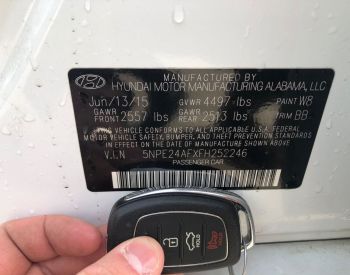 MANUFACTURED BY
HYUNDAI MOTOR MANUFACTURING ALABAMA, LLC
Jun/13/15 GVWR 4497 lbs PAINT W8
GAWR FRONT 2557 lbs GAWR REAR 2513 lbs TRIM BB
THIS VEHICLE CONFORMS TO ALL APPLICABLE U.S. FEDERAL
MOTOR VEHICLE SAFETY, BUMPER, AND THEFT PREVENTION STANDARDS
IN EFFECT ON THE DATE OF MANUFACTURE SHOWN ABOVE.
V.I.N 5NPE24AFXFH252246
PASSENGER CAR
HOLD HOLD